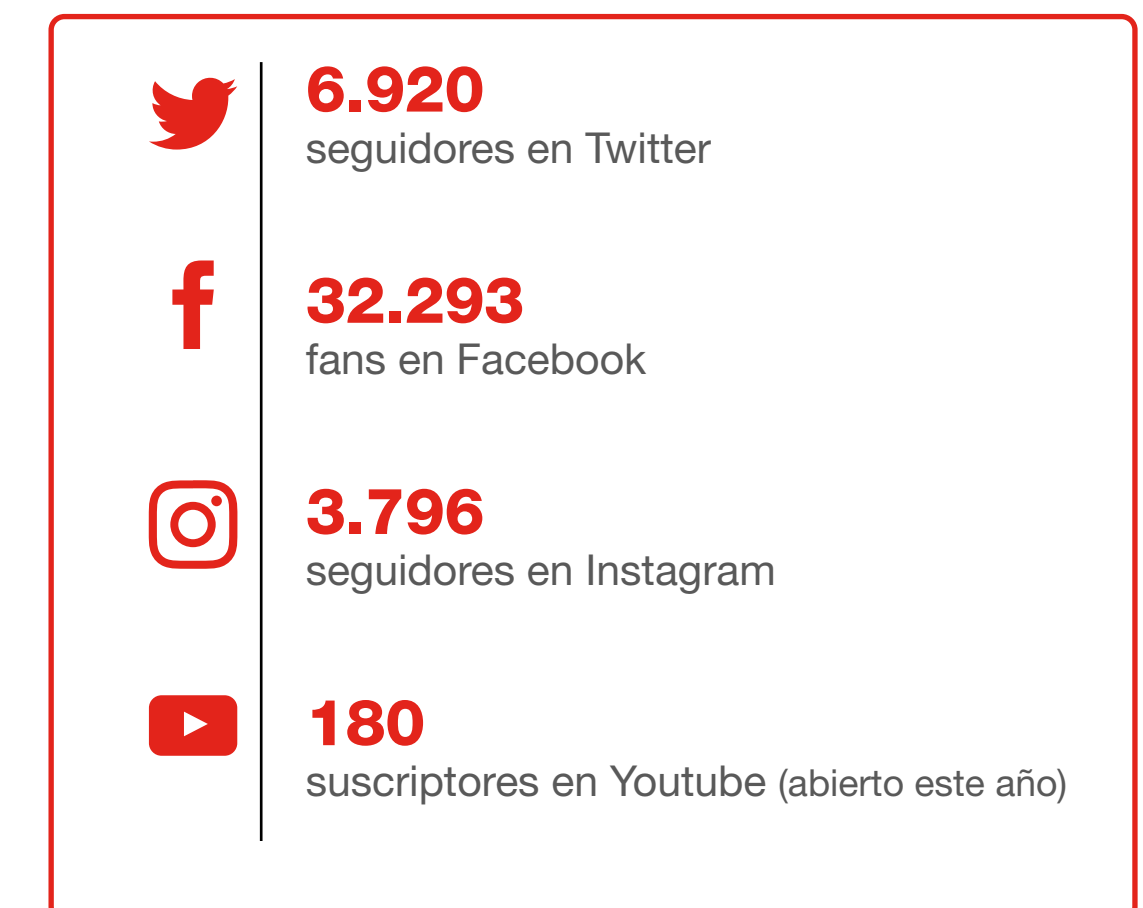 6.920
seguidores en Twitter
32.293
fans en Facebook
3.796
seguidores en Instagram
180
suscriptores en Youtube (abierto este año)